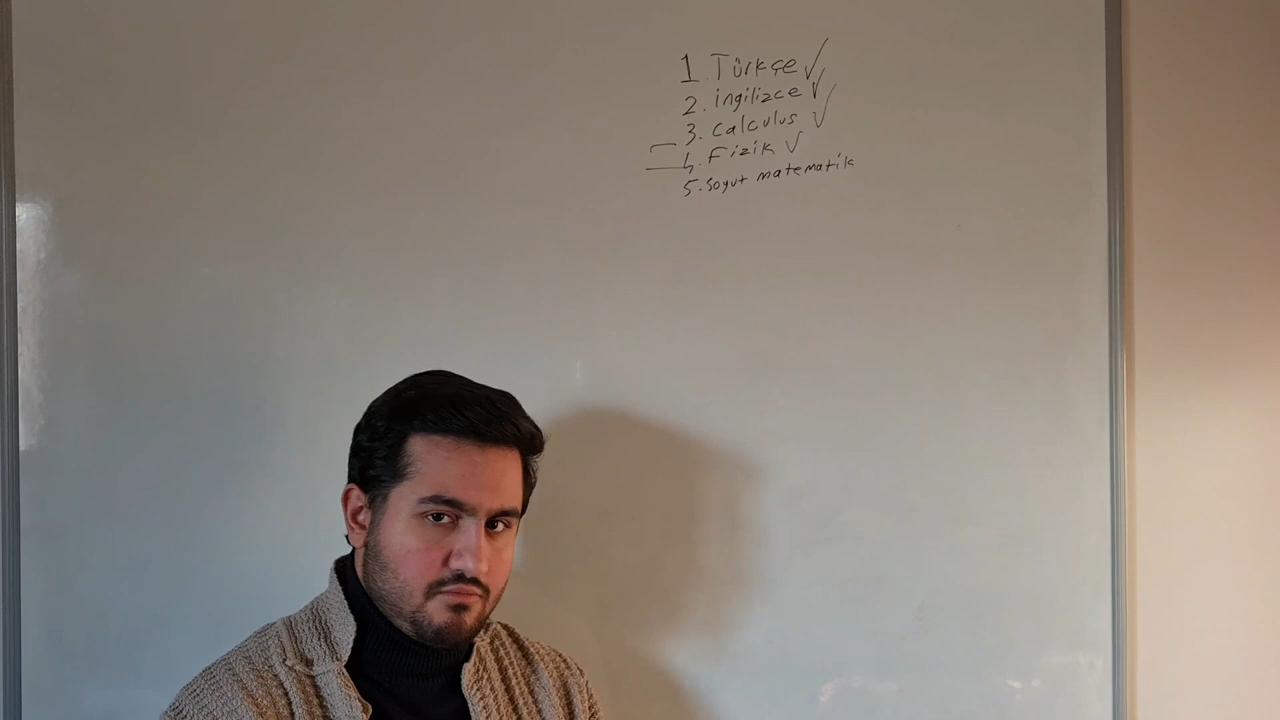 1. Türkçe ✓
2. ingilizce ✓
3. Calculus ✓
4. Fizik ✓
5. Soyut matematik